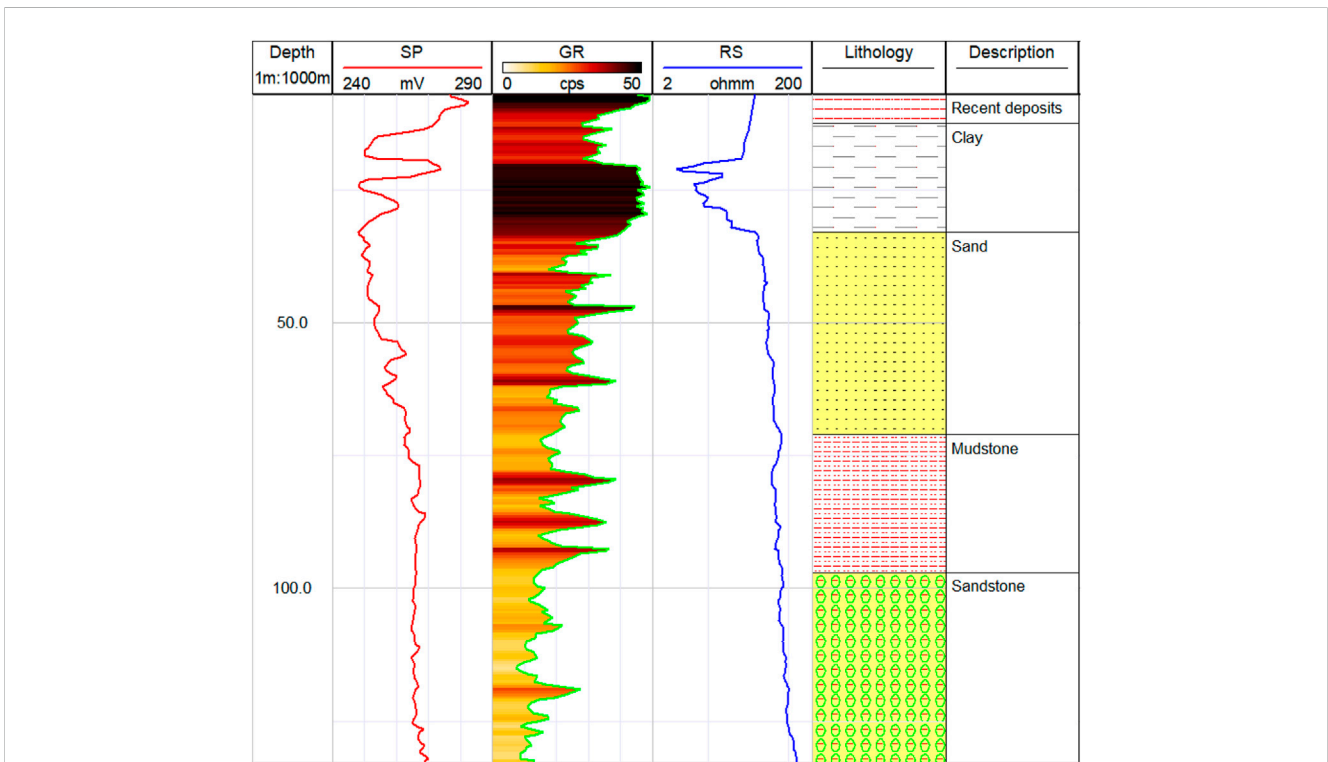 Depth SP GR RS Lithology Description
1m:1000m 240 mV 290 0 cps 50 2 ohmm 200
Recent deposits
Clay
Sand
50.0
Mudstone
100.0
Sandstone